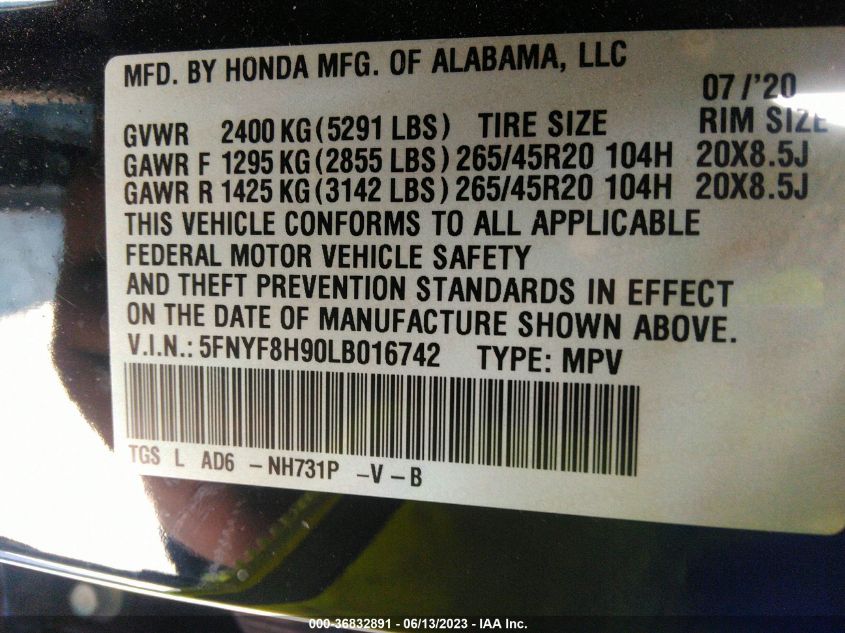 MFD. BY HONDA MFG. OF ALABAMA, LLC
07/'20
GVWR 2400 KG (5291 LBS) TIRE SIZE RIM SIZE
GAWR F 1295 KG (2855 LBS) 265/45R20 104H 20X8.5J
GAWR R 1425 KG (3142 LBS) 265/45R20 104H 20X8.5J
THIS VEHICLE CONFORMS TO ALL APPLICABLE
FEDERAL MOTOR VEHICLE SAFETY
AND THEFT PREVENTION STANDARDS IN EFFECT
ON THE DATE OF MANUFACTURE SHOWN ABOVE.
V.I.N.: 5FNYF8H90LB016742 TYPE: MPV
TGS L AD6 -NH731P -V-B
000-36832891 - 06/13/2023 - IAA Inc.